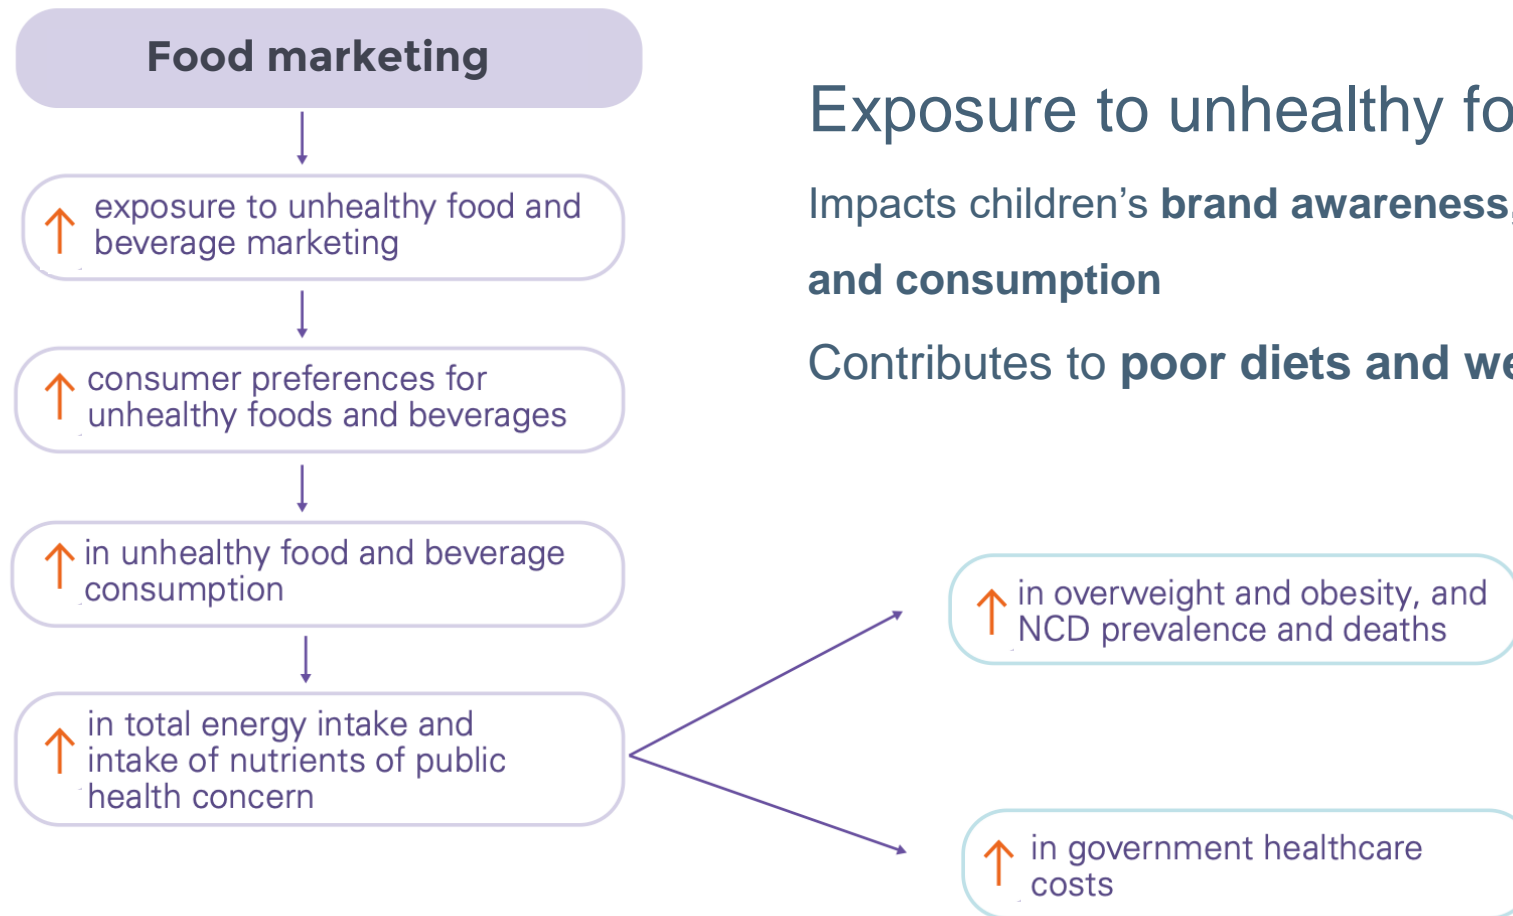 Food marketing
↑ exposure to unhealthy food and
beverage marketing
↑ consumer preferences for
unhealthy foods and beverages
↑ in unhealthy food and beverage
consumption
↑ in total energy intake and
intake of nutrients of public
health concern
Exposure to unhealthy
Impacts children’s brand awareness,
and consumption
Contributes to poor diets and
↑ in overweight and obesity, and
NCD prevalence and deaths
↑ in government healthcare
costs